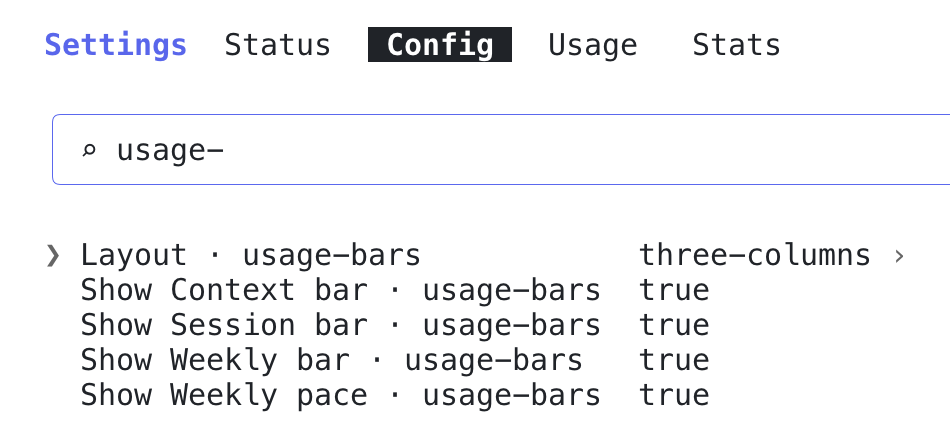 Settings Status Config Usage Stats
⌕ usage-
❯ Layout · usage-bars three-columns ›
Show Context bar · usage-bars true
Show Session bar · usage-bars true
Show Weekly bar · usage-bars true
Show Weekly pace · usage-bars true